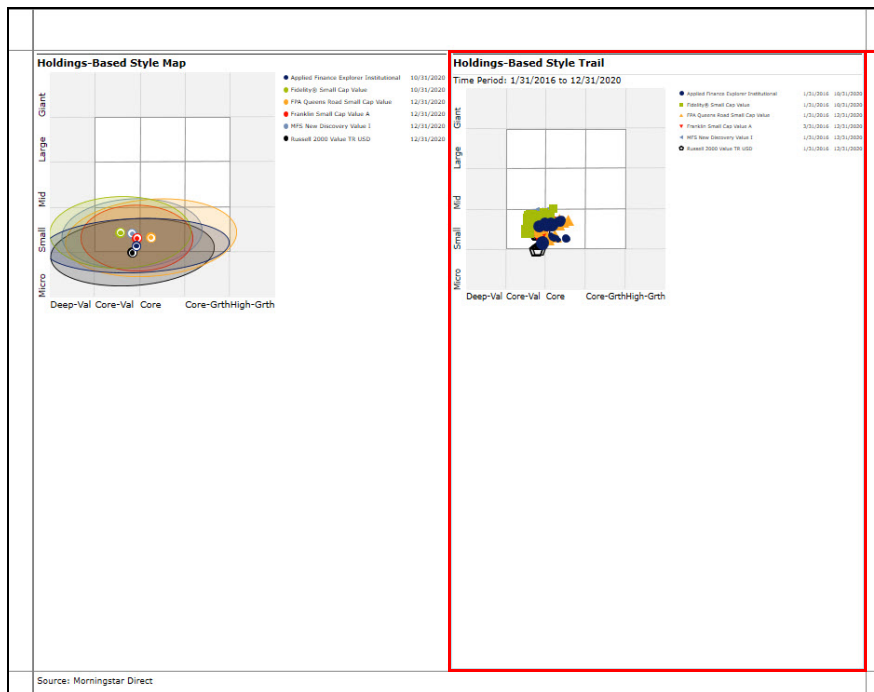 Holdings-Based Style Map
Applied Finance Explorer Institutional 10/31/2020
Fidelity® Small Cap Value 10/31/2020
FPA Queens Road Small Cap Value 12/31/2020
Franklin Small Cap Value A 12/31/2020
MFS New Discovery Value I 12/31/2020
Russell 2000 Value TR USD 12/31/2020
Giant
Large
Mid
Small
Micro
Deep-Val Core-Val Core Core-Grth High-Grth
Holdings-Based Style Trail
Time Period: 1/31/2016 to 12/31/2020
Applied Finance Explorer Institutional 1/31/2016 10/31/2020
Fidelity® Small Cap Value 1/31/2016 10/31/2020
FPA Queens Road Small Cap Value 1/31/2016 12/31/2020
Franklin Small Cap Value A 3/31/2016 12/31/2020
MFS New Discovery Value I 1/31/2016 12/31/2020
Russell 2000 Value TR USD 1/31/2016 12/31/2020
Giant
Large
Mid
Small
Micro
Deep-Val Core-Val Core Core-Grth High-Grth
Source: Morningstar Direct